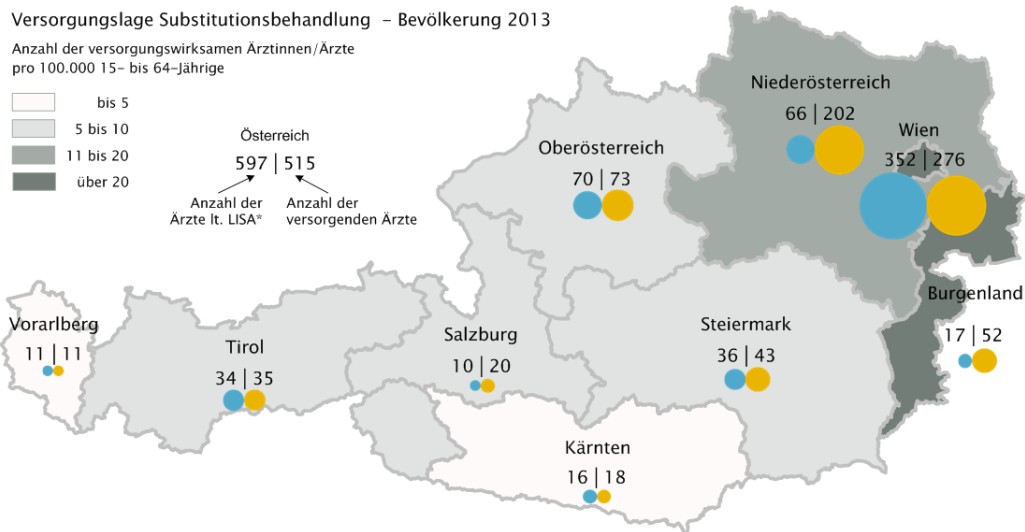 Versorgungslage Substitutionsbehandlung – Bevölkerung 2013
Anzahl der versorgungswirksamen Ärztinnen/Ärzte
pro 100.000 15- bis 64-Jährige
bis 5
5 bis 10
11 bis 20
über 20
Österreich
597 | 515
Anzahl der
Ärzte lt. LISA*
Anzahl der
versorgenden Ärzte
Niederösterreich
66 | 202
Wien
352 | 276
Oberösterreich
70 | 73
Burgenland
17 | 52
Vorarlberg
11 | 11
Tirol
34 | 35
Salzburg
10 | 20
Steiermark
36 | 43
Kärnten
16 | 18